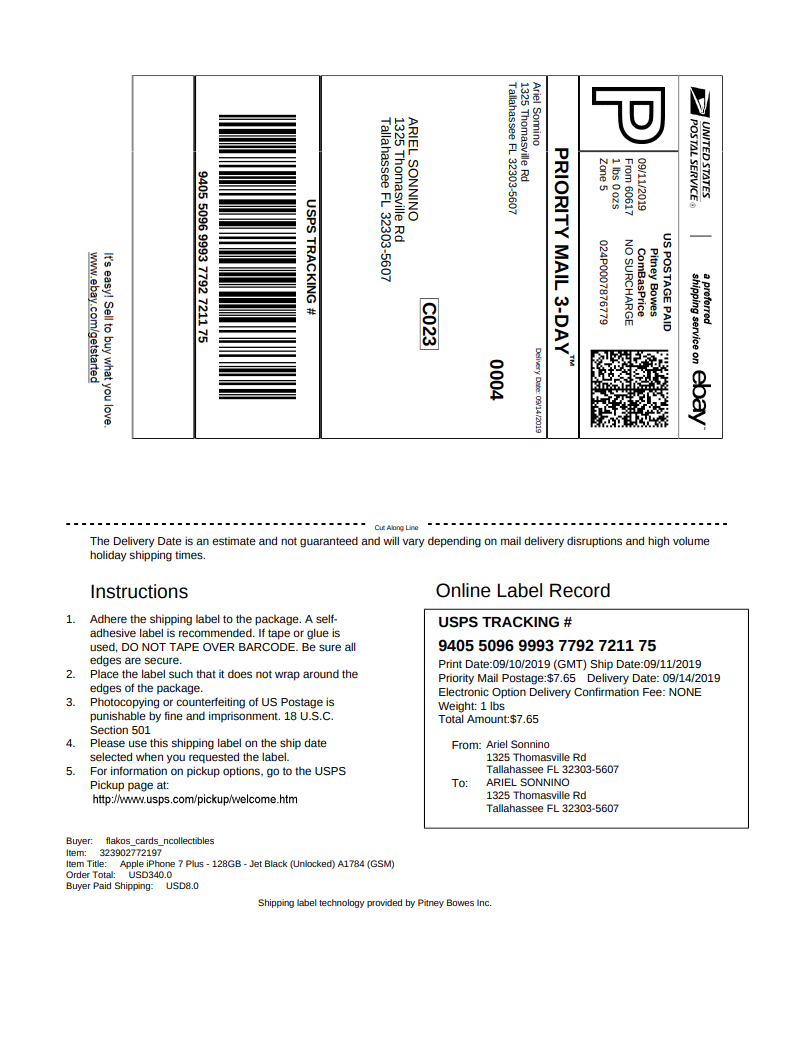 UNITED STATES
POSTAL SERVICE®
a preferred
shipping service on
ebay™
P
US POSTAGE PAID
Pitney Bowes
ComBasPrice
NO SURCHARGE
024P0007876779
09/11/2019
From 60617
1 lbs 0 ozs
Zone 5
PRIORITY MAIL 3-DAY™
Ariel Sonnino
1325 Thomasville Rd
Tallahassee FL 32303-5607
Delivery Date: 09/14/2019
0004
C023
ARIEL SONNINO
1325 Thomasville Rd
Tallahassee FL 32303-5607
USPS TRACKING #
9405 5096 9993 7792 7211 75
It's easy! Sell to buy what you love.
www.ebay.com/getstarted
Cut Along Line
The Delivery Date is an estimate and not guaranteed and will vary depending on mail delivery disruptions and high volume
holiday shipping times.
Instructions
1. Adhere the shipping label to the package. A self-
adhesive label is recommended. If tape or glue is
used, DO NOT TAPE OVER BARCODE. Be sure all
edges are secure.
2. Place the label such that it does not wrap around the
edges of the package.
3. Photocopying or counterfeiting of US Postage is
punishable by fine and imprisonment. 18 U.S.C.
Section 501
4. Please use this shipping label on the ship date
selected when you requested the label.
5. For information on pickup options, go to the USPS
Pickup page at:
http://www.usps.com/pickup/welcome.htm
Online Label Record
USPS TRACKING #
9405 5096 9993 7792 7211 75
Print Date:09/10/2019 (GMT) Ship Date:09/11/2019
Priority Mail Postage:$7.65 Delivery Date: 09/14/2019
Electronic Option Delivery Confirmation Fee: NONE
Weight: 1 lbs
Total Amount:$7.65
From: Ariel Sonnino
1325 Thomasville Rd
Tallahassee FL 32303-5607
To: ARIEL SONNINO
1325 Thomasville Rd
Tallahassee FL 32303-5607
Buyer: flakos_cards_ncollectibles
Item: 323902772197
Item Title: Apple iPhone 7 Plus - 128GB - Jet Black (Unlocked) A1784 (GSM)
Order Total: USD340.0
Buyer Paid Shipping: USD8.0
Shipping label technology provided by Pitney Bowes Inc.